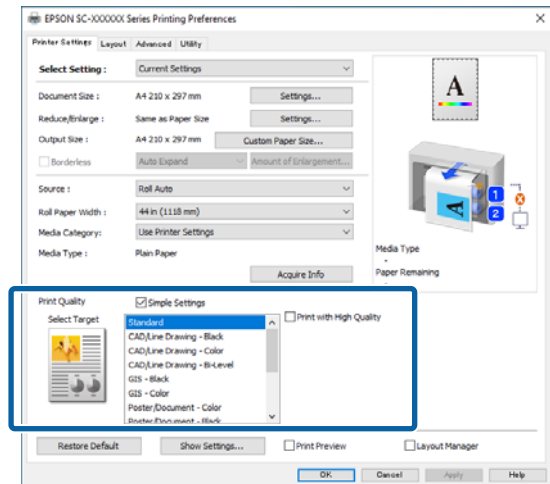 EPSON SC-XXXXXX Series Printing Preferences
Printer Settings Layout Advanced Utility
Select Setting : Current Settings
Document Size : A4 210 x 297 mm Settings...
Reduce/Enlarge : Same as Paper Size Settings...
Output Size : A4 210 x 297 mm Custom Paper Size...
Borderless Auto Expand Amount of Enlargement...
Source : Roll Auto
Roll Paper Width : 44 in (1118 mm)
Media Category: Use Printer Settings
Media Type : Plain Paper
Acquire Info
A
A
1
2
Media Type
-
Paper Remaining
-
Print Quality Simple Settings
Select Target
Standard
CAD/Line Drawing - Black
CAD/Line Drawing - Color
CAD/Line Drawing - Bi-Level
GIS - Black
GIS - Color
Poster/Document - Color
Poster/Document - Black
Print with High Quality
Restore Default Show Settings... Print Preview Layout Manager
OK Cancel Apply Help